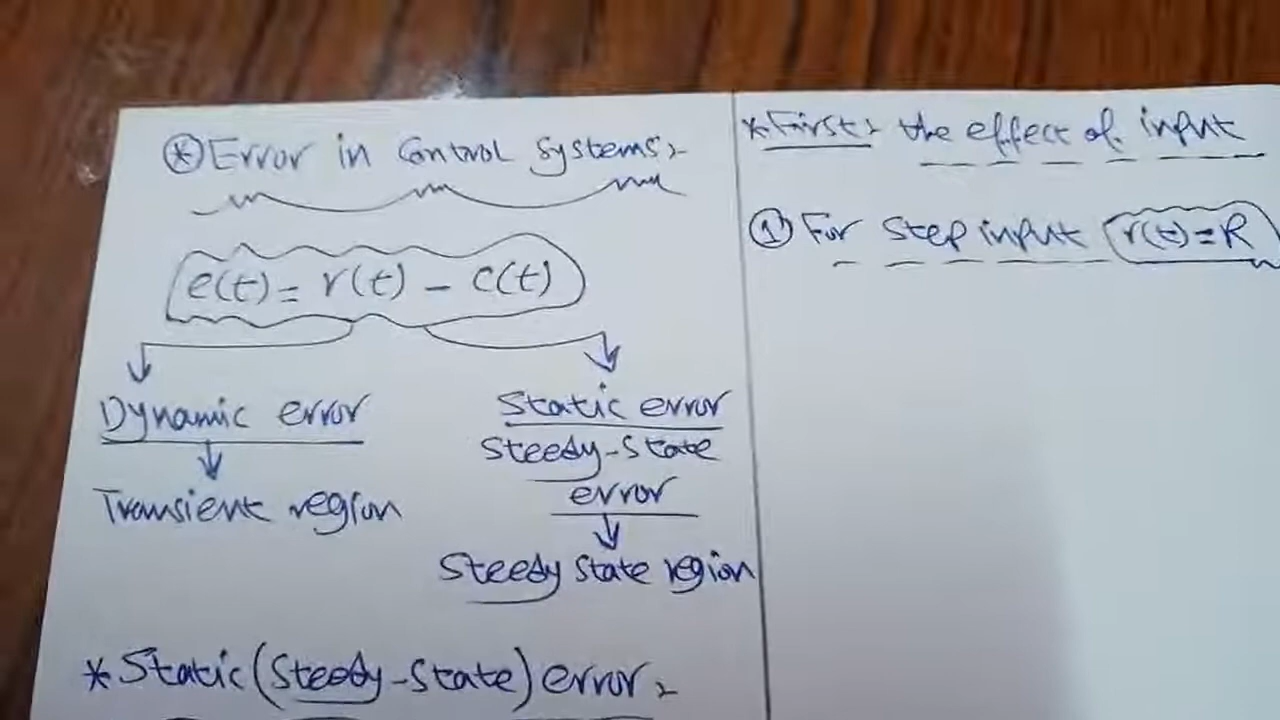 * Error in Control Systems:-
e(t) = r(t) - c(t)
Dynamic error
Transient region
Static error
Steedy-State
error
Steedy State region
* Static (Steedy-State) error :-
* First :- the effect of input
1 For Step input r(t) = R